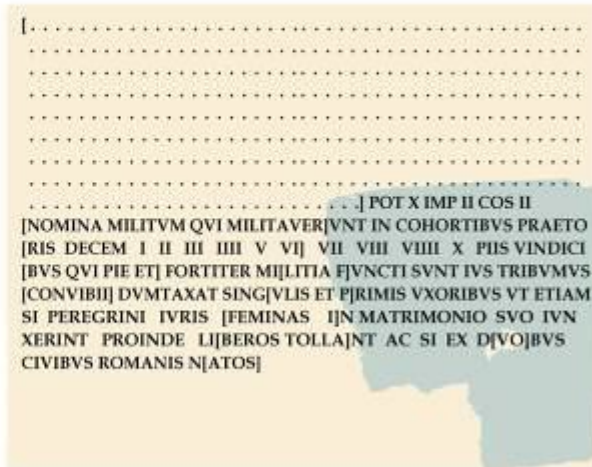 [. . . . . . . . . . . . . . . . . . . . . . . . . . . . . . . . . . . . . . . . . . . . . . . .
. . . . . . . . . . . . . . . . . . . . . . . . . . . . . . . . . . . . . . . . . . . . . . . .
. . . . . . . . . . . . . . . . . . . . . . . . . . . . . . . . . . . . . . . . . . . . . . . .
. . . . . . . . . . . . . . . . . . . . . . . . . . . . . . . . . . . . . . . . . . . . . . . .
. . . . . . . . . . . . . . . . . . . . . . . . . . . . . . . . . . . . . . . . . . . . . . . .
. . . . . . . . . . . . . . . . . . . . . . . . . . . . . . . . . . . . . . . . . . . . . . . .
. . . . . . . . . . . . . . . . . . . . . . . . . . . . . . . . . . . . . . . . . . . . . . . .
. . . . . . . . . . . . . . . . . . . . . . . . . . . . . . . . . . . . . . . . . . . . . . . .
. . . . . . . . . . . . . . . . . . . . . . . . . . . .] POT X IMP II COS II
[NOMINA MILITVM QVI MILITAVER]VNT IN COHORTIBVS PRAETO
[RIS DECEM I II III IIII V VI] VII VIII VIIII X PIIS VINDICI
[BVS QVI PIE ET] FORTITER MI[LITIA F]VNCTI SVNT IVS TRIBVMVS
[CONVIBII] DVMTAXAT SING[VLIS ET P]RIMIS VXORIBVS VT ETIAM
SI PEREGRINI IVRIS [FEMINAS I]N MATRIMONIO SVO IVN
XERINT PROINDE LI[BEROS TOLLA]NT AC SI EX D[VO]BVS
CIVIBVS ROMANIS N[ATOS]